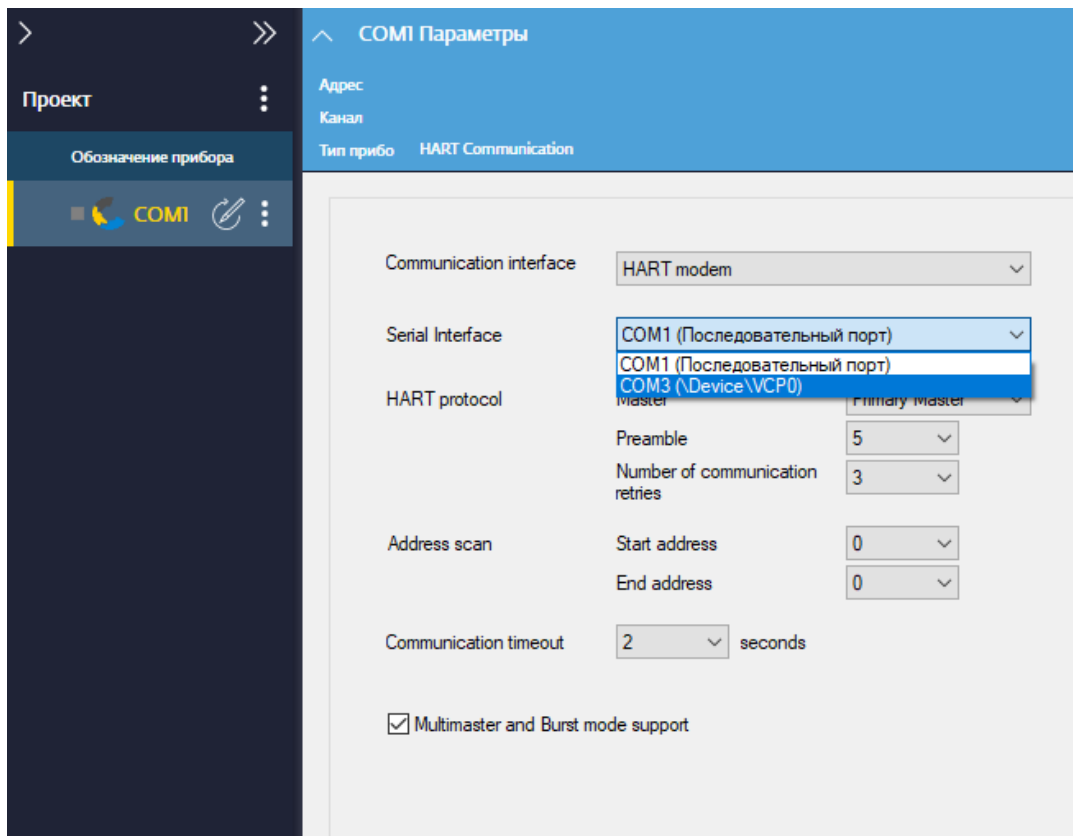 Проект
Обозначение прибора
COM1
COM1 Параметры
Адрес
Канал
Тип прибо HART Communication
Communication interface HART modem
Serial Interface COM1 (Последовательный порт)
COM1 (Последовательный порт)
COM3 (\Device\VCP0)
HART protocol Master Primary Master
Preamble 5
Number of communication retries 3
Address scan Start address 0
End address 0
Communication timeout 2 seconds
Multimaster and Burst mode support